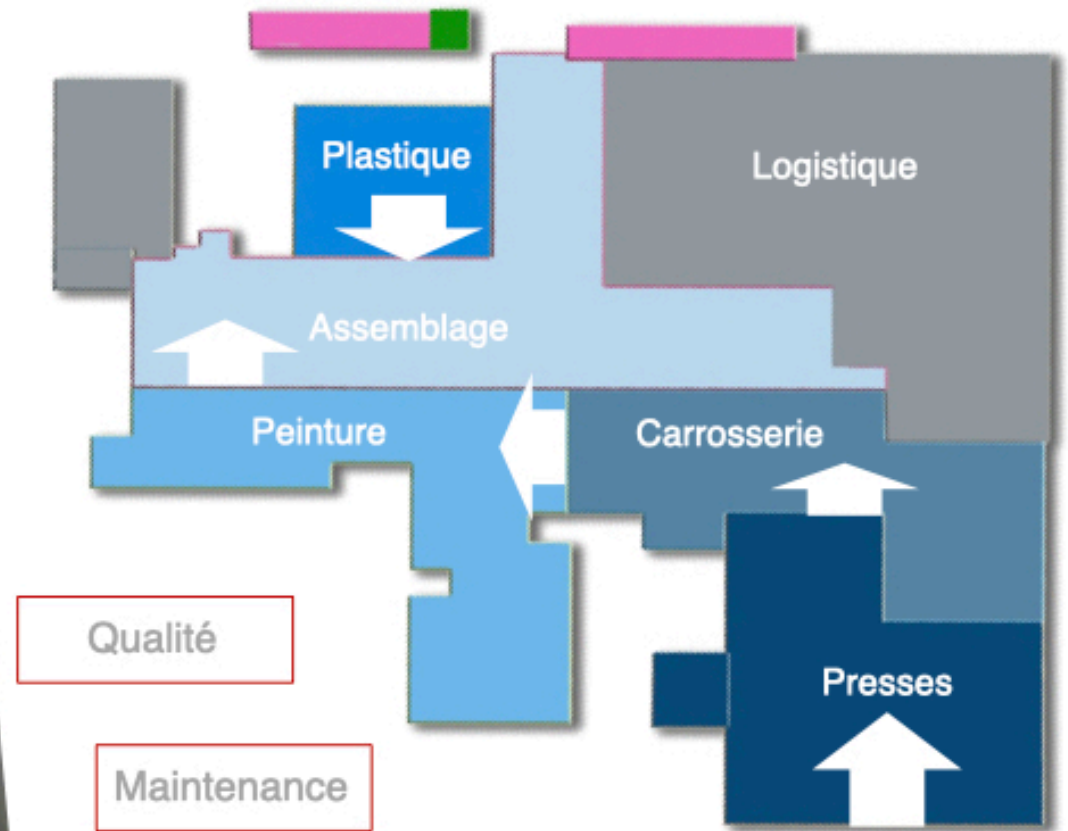 Plastique
Logistique
Assemblage
Peinture
Carrosserie
Qualité
Presses
Maintenance